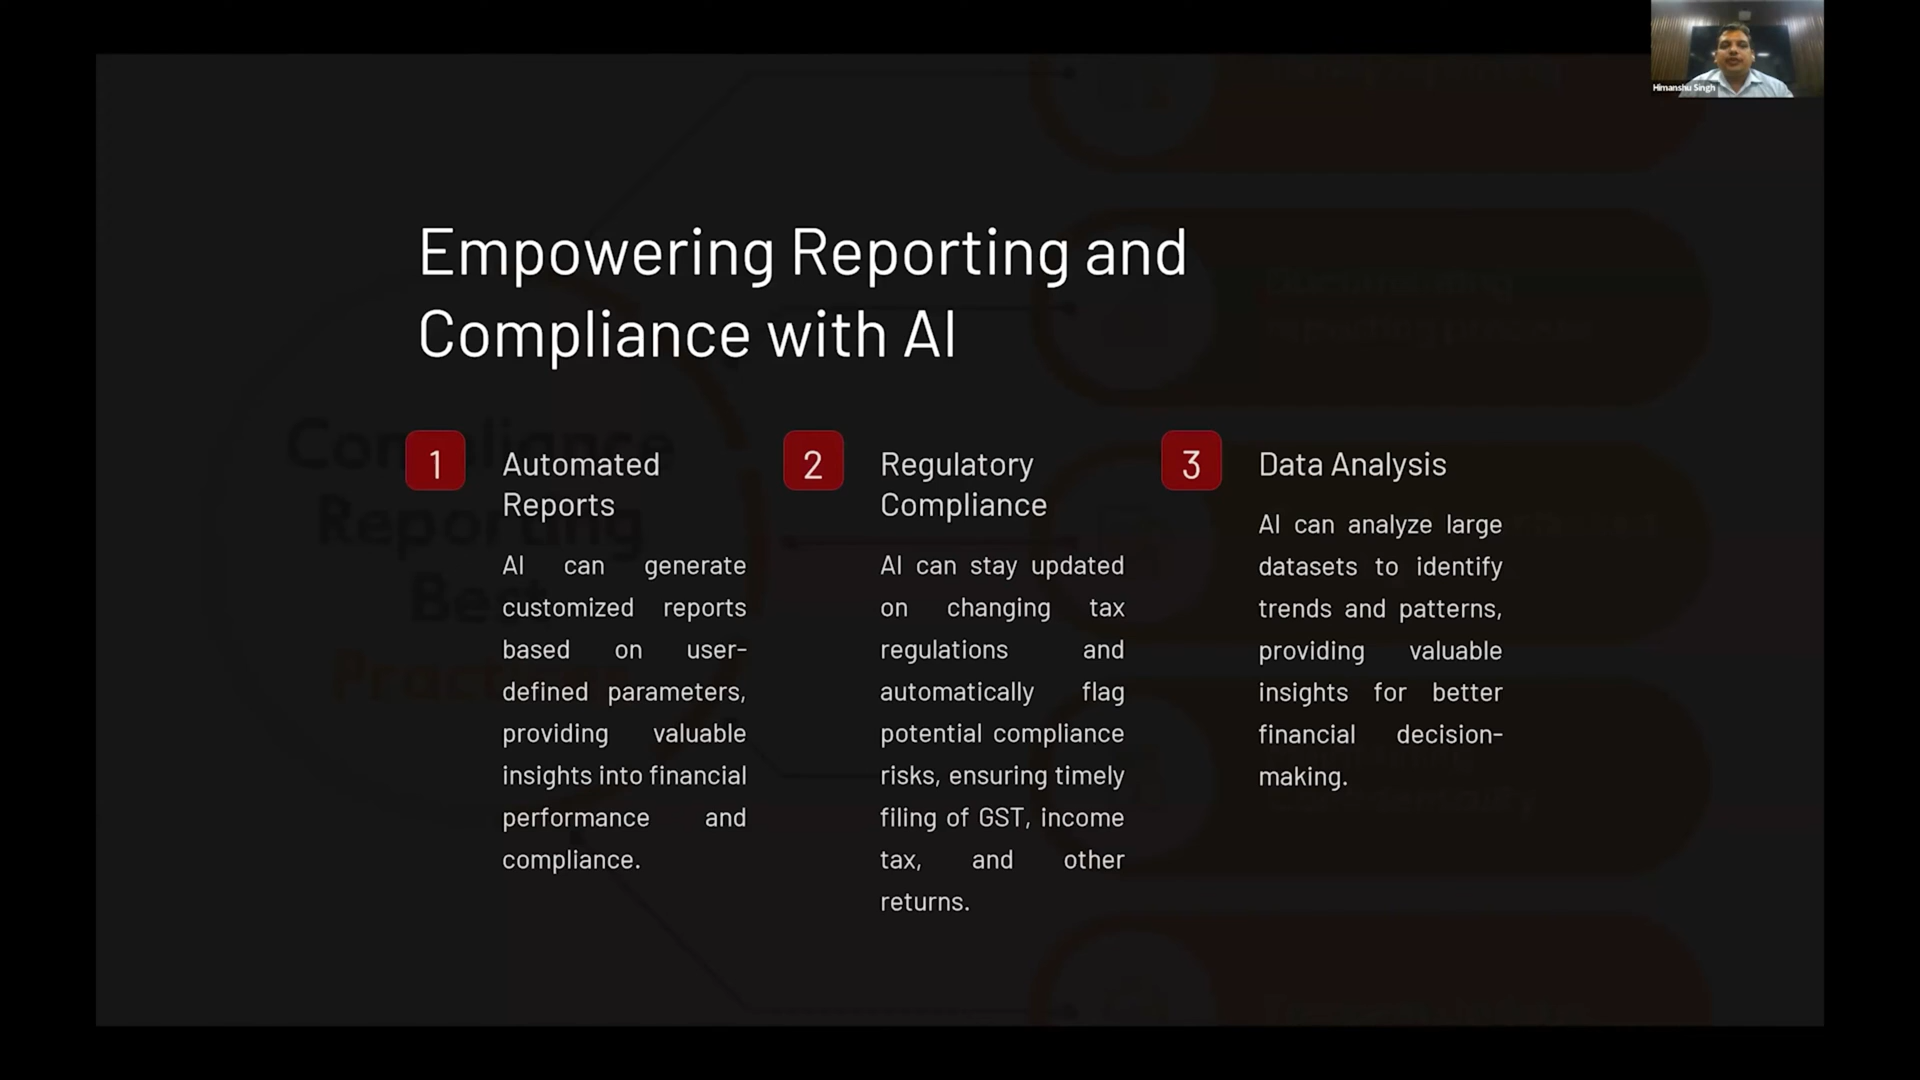 Himanshu Singh
Empowering Reporting and
Compliance with AI
1
Automated
Reports
AI can generate
customized reports
based on user-
defined parameters,
providing valuable
insights into financial
performance and
compliance.
2
Regulatory
Compliance
AI can stay updated
on changing tax
regulations and
automatically flag
potential compliance
risks, ensuring timely
filing of GST, income
tax, and other
returns.
3
Data Analysis
AI can analyze large
datasets to identify
trends and patterns,
providing valuable
insights for better
financial decision-
making.
Compliance
Reporting
Best
Practices